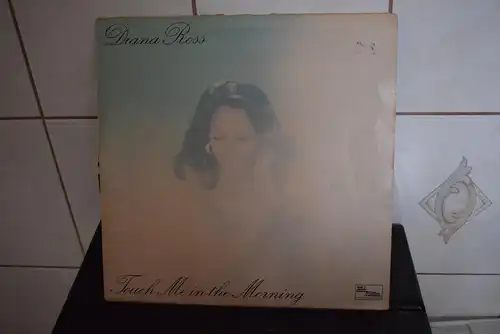 Diana Ross
Touch Me in the Morning